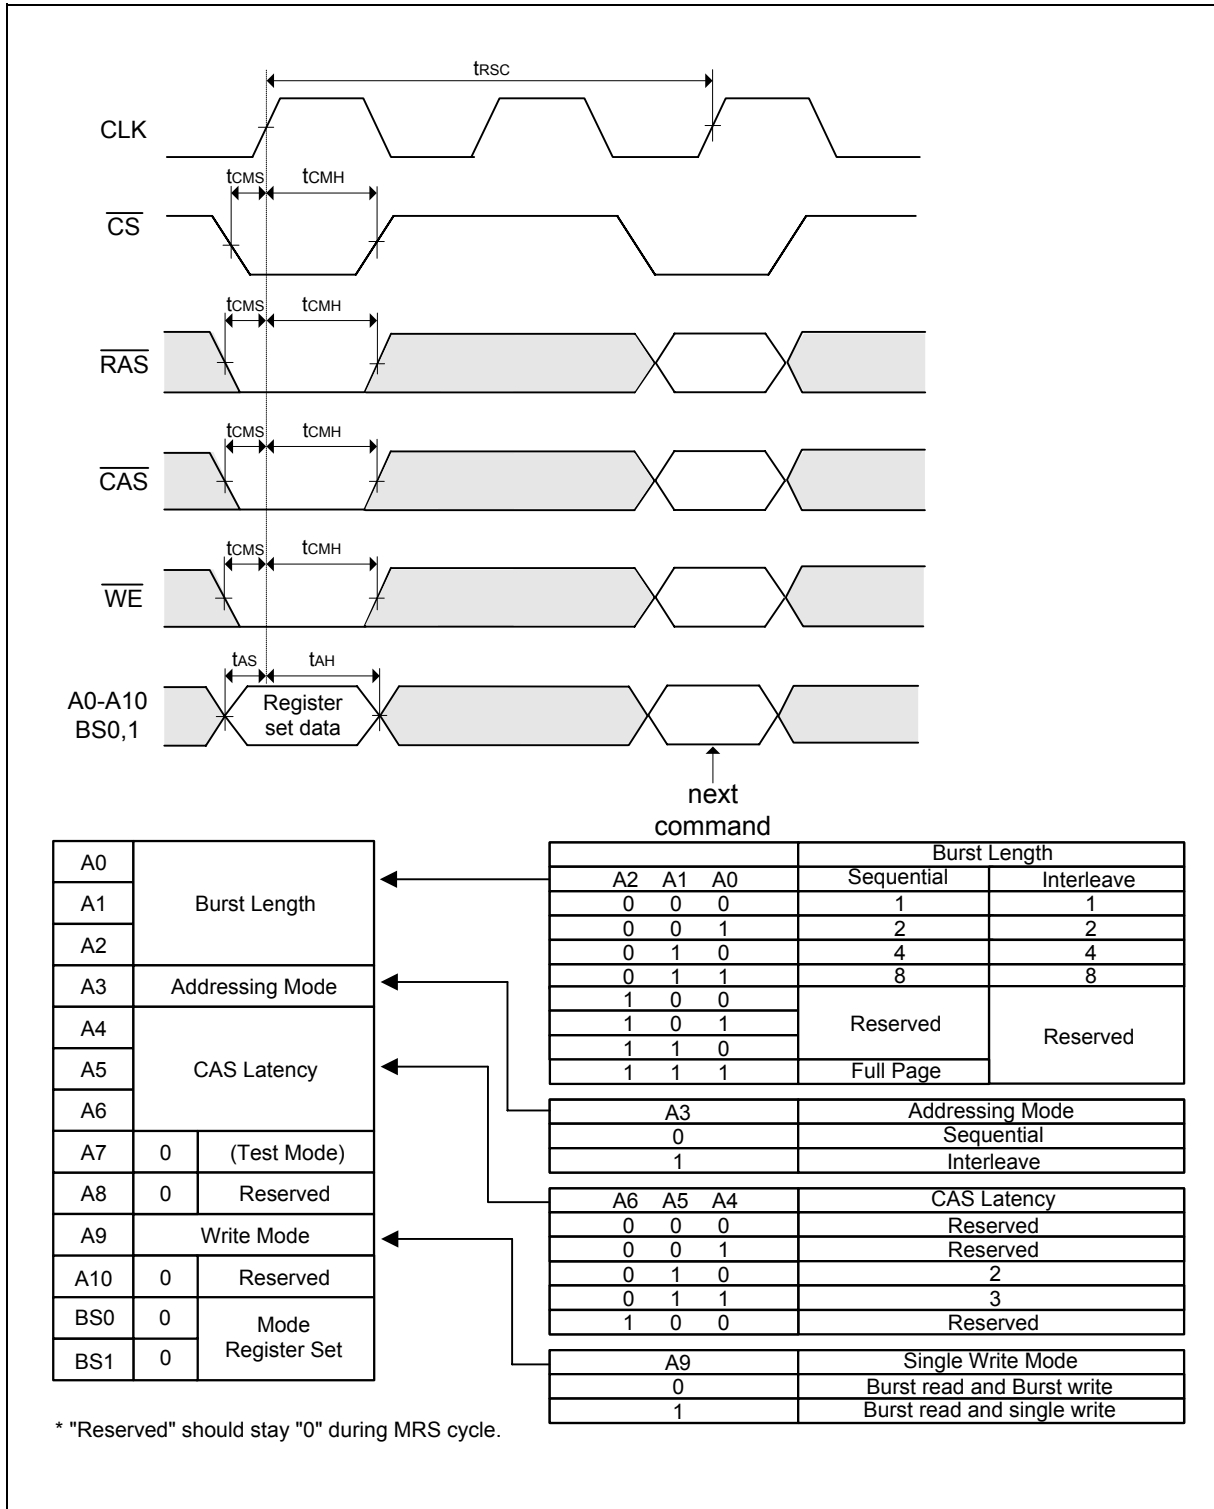 tRSC
CLK
tCMS tCMH
CS
tCMS tCMH
RAS
tCMS tCMH
CAS
tCMS tCMH
WE
tAS tAH
A0-A10
BS0,1
Register
set data
next
command
A0
A1
A2
Burst Length
A3 Addressing Mode
A4
A5
A6
CAS Latency
A7 0 (Test Mode)
A8 0 Reserved
A9 Write Mode
A10 0 Reserved
BS0 0
BS1 0
Mode
Register Set
Burst Length
A2 A1 A0 Sequential Interleave
0 0 0 1 1
0 0 1 2 2
0 1 0 4 4
0 1 1 8 8
1 0 0
1 0 1 Reserved
1 1 0
Reserved
1 1 1 Full Page
A3 Addressing Mode
0 Sequential
1 Interleave
A6 A5 A4 CAS Latency
0 0 0 Reserved
0 0 1 Reserved
0 1 0 2
0 1 1 3
1 0 0 Reserved
A9 Single Write Mode
0 Burst read and Burst write
1 Burst read and single write
* "Reserved" should stay "0" during MRS cycle.